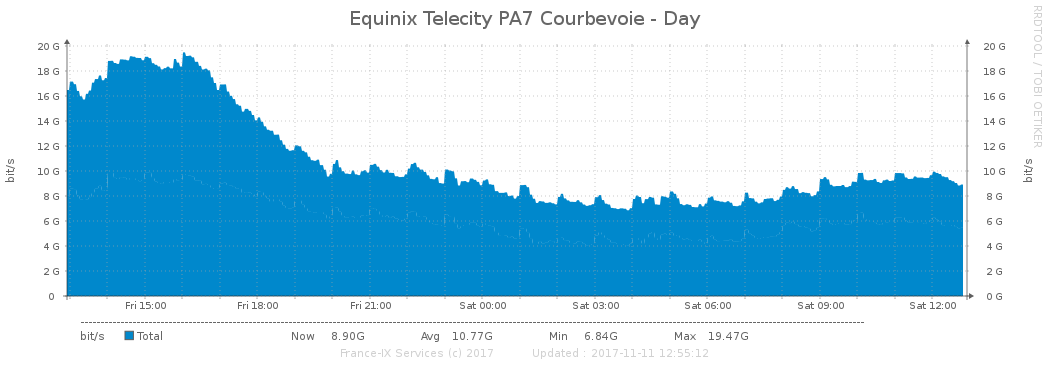 Equinix Telecity PA7 Courbevoie - Day
RRDTOOL / TOBI OETIKER
bit/s
20 G 20 G
18 G 18 G
16 G 16 G
14 G 14 G
12 G 12 G
10 G 10 G
8 G 8 G
6 G 6 G
4 G 4 G
2 G 2 G
0 0 G
bit/s
Fri 15:00 Fri 18:00 Fri 21:00 Sat 00:00 Sat 03:00 Sat 06:00 Sat 09:00 Sat 12:00
bit/s Total Now 8.90G Avg 10.77G Min 6.84G Max 19.47G
France-IX Services (c) 2017 Updated : 2017-11-11 12:55:12